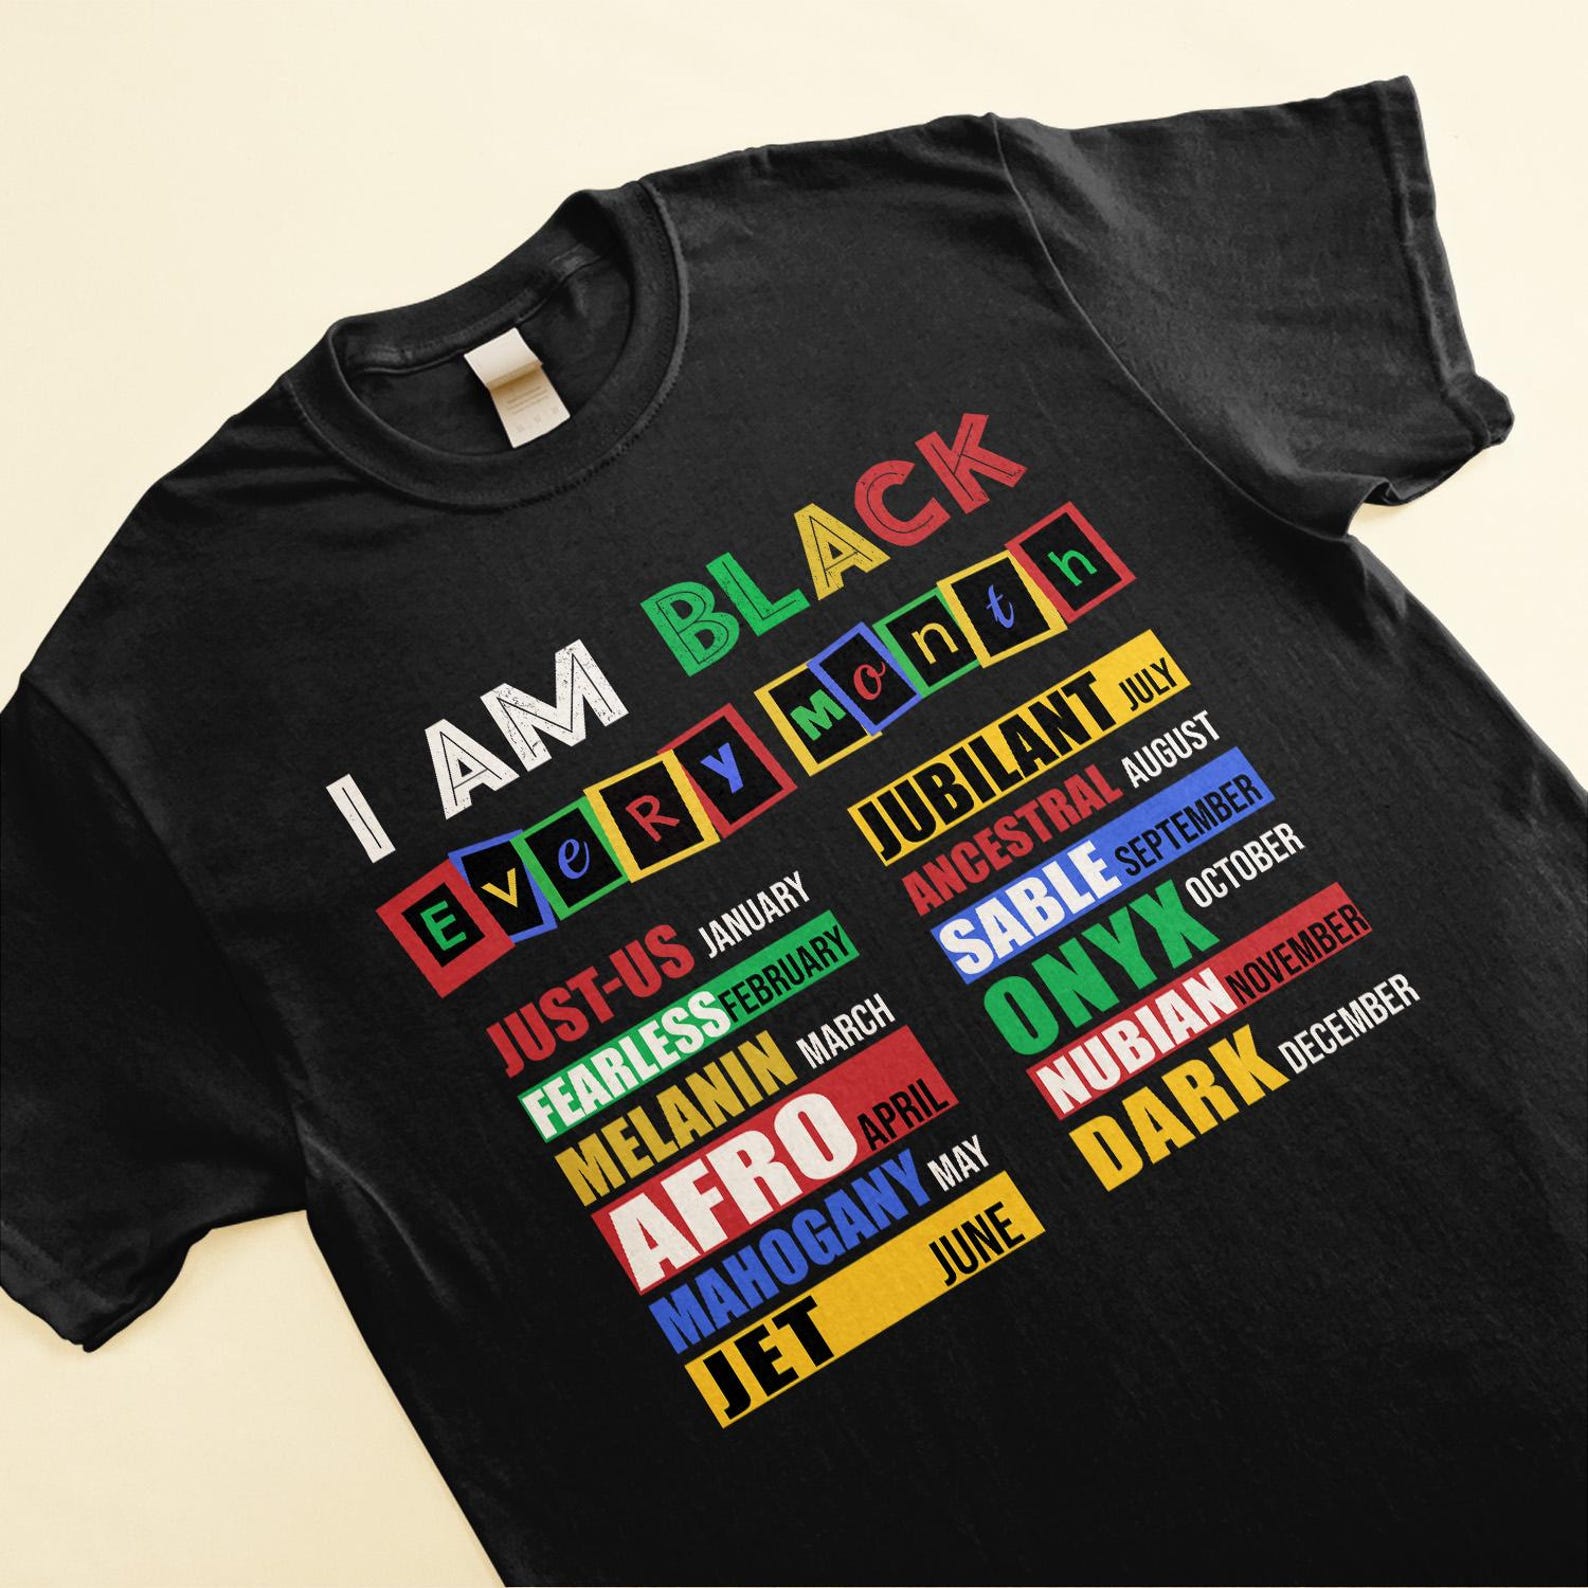 I AM BLACK
EveRy Month
JUST-US JANUARY
FEARLESS FEBRUARY
MELANIN MARCH
AFRO APRIL
MAHOGANY MAY
JET JUNE
JUBILANT JULY
ANCESTRAL AUGUST
SABLE SEPTEMBER
ONYX OCTOBER
NUBIAN NOVEMBER
DARK DECEMBER